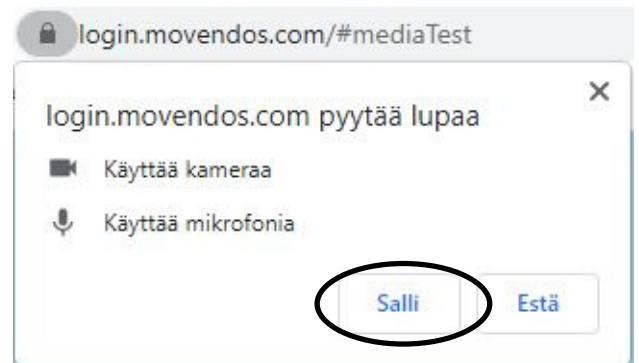 login.movendos.com/#mediaTest
login.movendos.com pyytää lupaa
Käyttää kameraa
Käyttää mikrofonia
Salli Estä